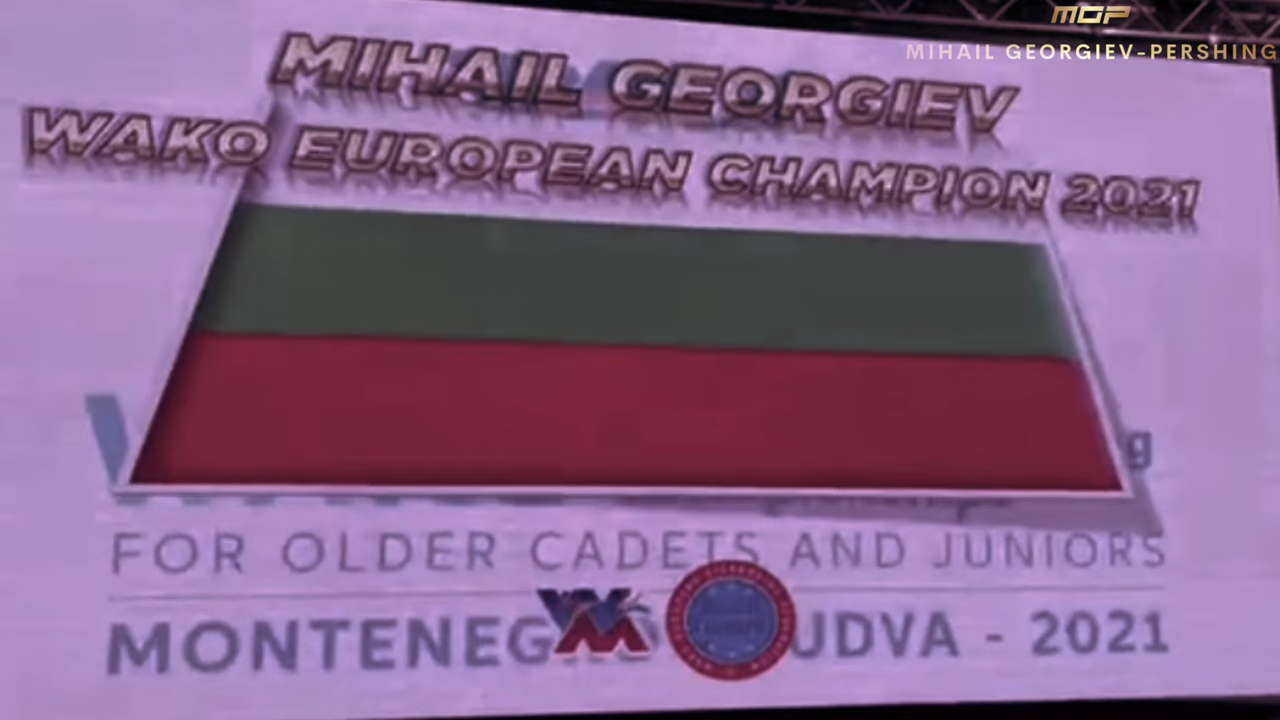 MGP
MIHAIL GEORGIEV-PERSHING
MIHAIL GEORGIEV
WAKO EUROPEAN CHAMPION 2021
FOR OLDER CADETS AND JUNIORS
UDVA - 2021